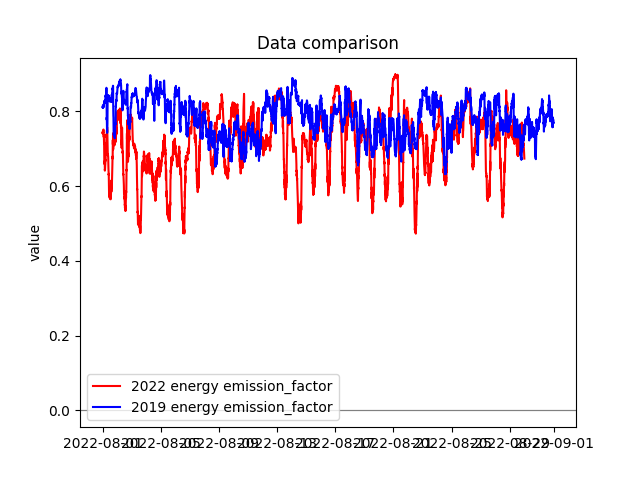 Data comparison
value
0.8
0.6
0.4
0.2
0.0
2022 energy emission_factor
2019 energy emission_factor
2022-08-01 2022-08-05 2022-08-09 2022-08-13 2022-08-17 2022-08-21 2022-08-25 2022-08-29 2022-09-01